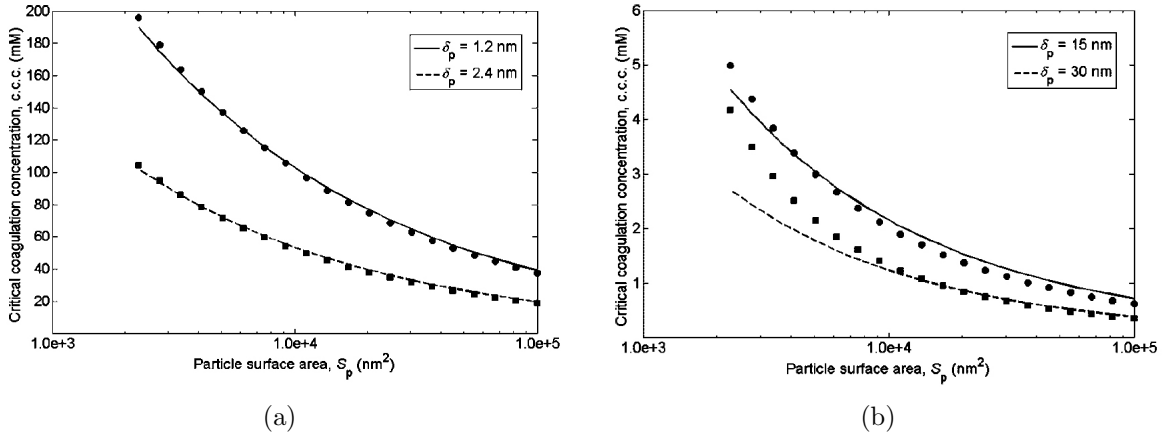 200
180
160
140
120
100
80
60
40
20
Critical coagulation concentration, c.c.c. (mM)
δp = 1.2 nm
δp = 2.4 nm
1.0e+3
1.0e+4
1.0e+5
Particle surface area, Sp (nm2)
(a)
6
5
4
3
2
1
Critical coagulation concentration, c.c.c. (mM)
δp = 15 nm
δp = 30 nm
1.0e+3
1.0e+4
1.0e+5
Particle surface area, Sp (nm2)
(b)